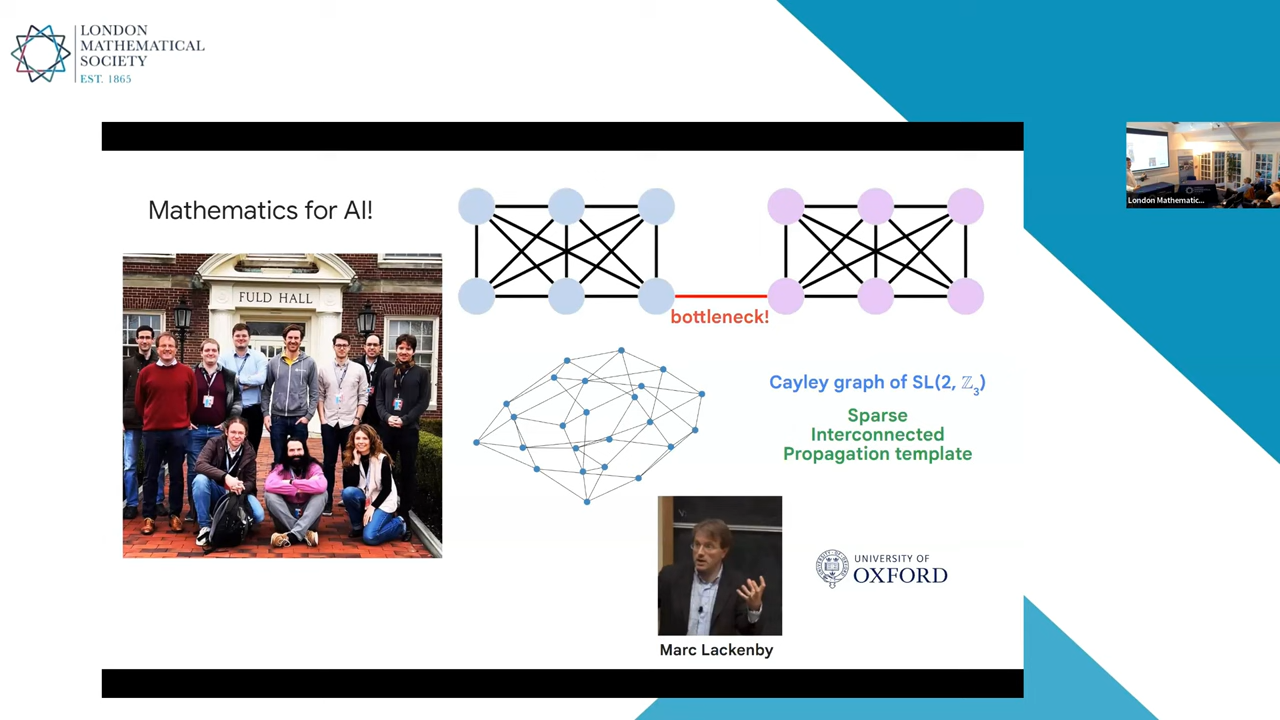 LONDON
MATHEMATICAL
SOCIETY
EST. 1865
Mathematics for AI!
FULD HALL
bottleneck!
Cayley graph of SL(2, ℤ₃)
Sparse
Interconnected
Propagation template
UNIVERSITY OF
OXFORD
Marc Lackenby
London Mathematic...